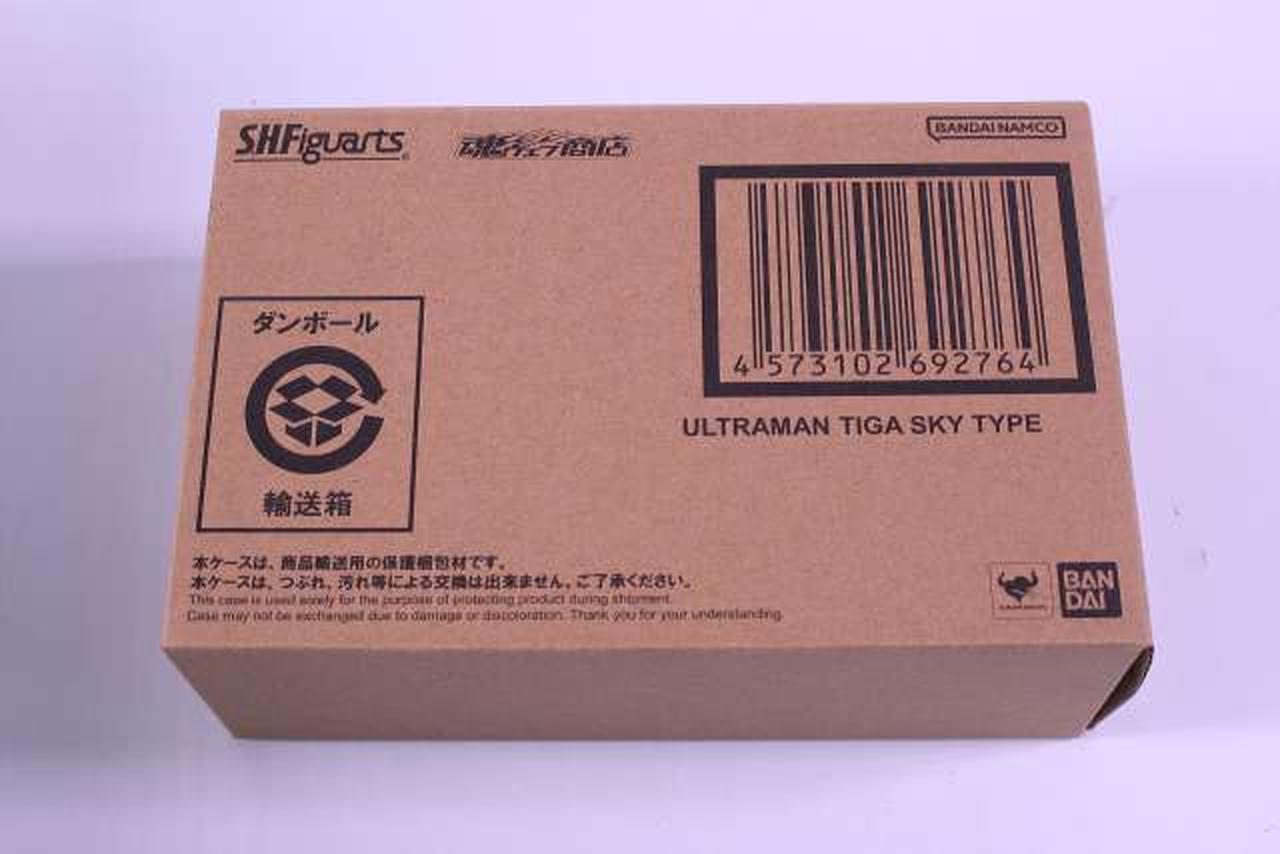 S.H.Figuarts
魂ウェブ商店
BANDAI NAMCO
4 573102 692764
ULTRAMAN TIGA SKY TYPE
ダンボール
輸送箱
本ケースは、商品輸送用の保護梱包材です。
本ケースは、つぶれ、汚れ等による交換は出来ません。ご了承ください。
This case is used solely for the purpose of protecting product during shipment.
Case may not be exchanged due to damage or discoloration. Thank you for your understanding.
BAN
DAI